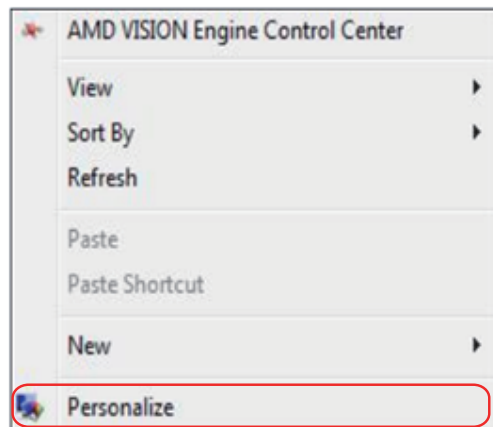 AMD VISION Engine Control Center
View
Sort By
Refresh
Paste
Paste Shortcut
New
Personalize